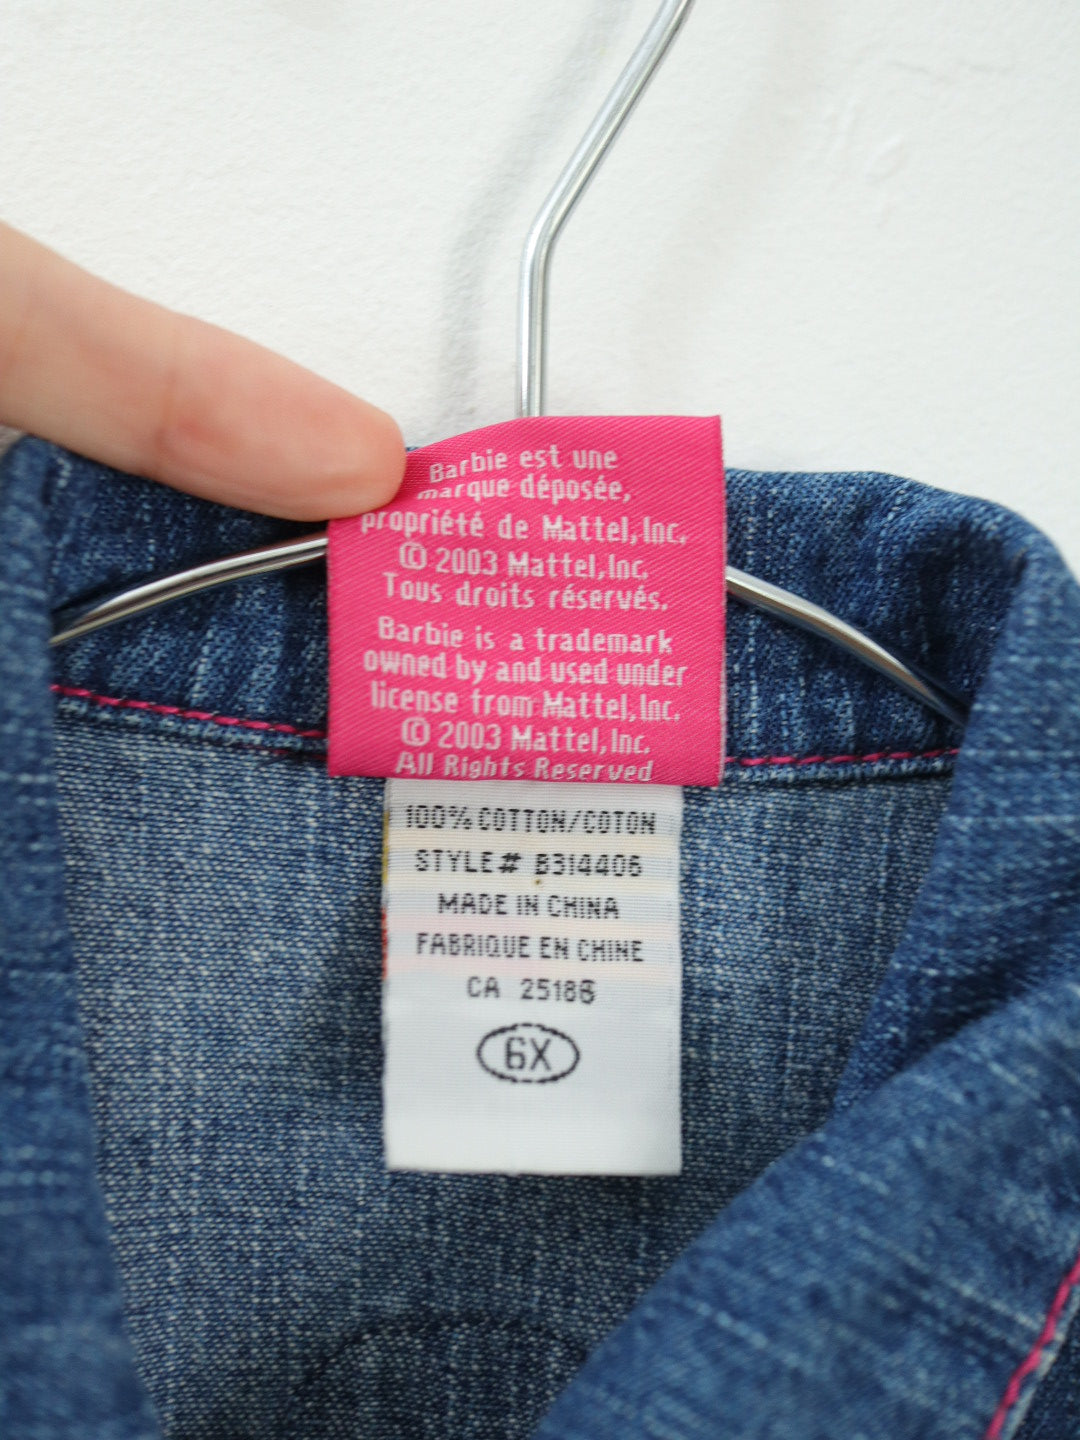 Barbie est une
marque déposée,
propriété de Mattel, Inc.
© 2003 Mattel, Inc.
Tous droits réservés.
Barbie is a trademark
owned by and used under
license from Mattel, Inc.
© 2003 Mattel, Inc.
All Rights Reserved
100% COTTON/COTON
STYLE# B314406
MADE IN CHINA
FABRIQUE EN CHINE
CA 25186
6X